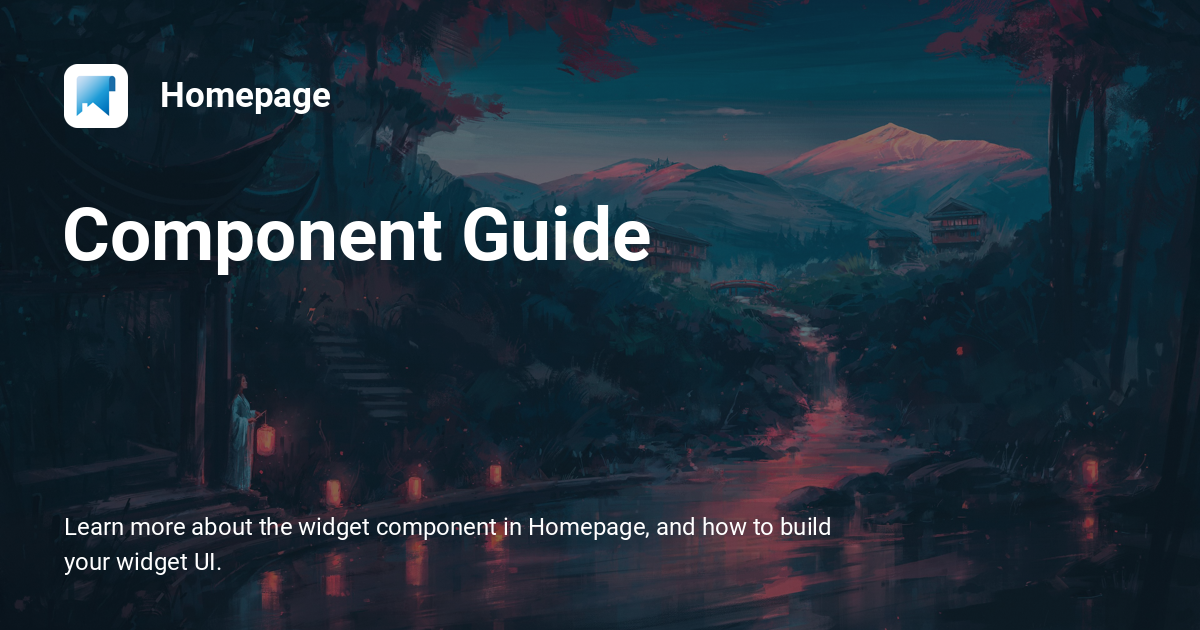 Homepage
Component Guide
Learn more about the widget component in Homepage, and how to build
your widget UI.